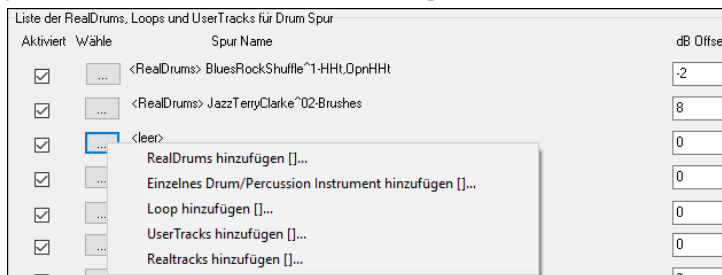 Liste der RealDrums, Loops und UserTracks für Drum Spur
Aktiviert Wähle Spur Name dB Offse
... <RealDrums> BluesRockShuffle^1-HHt,OpnHHt -2
... <RealDrums> JazzTerryClarke^02-Brushes 8
... <leer> 0
RealDrums hinzufügen []...
... Einzelnes Drum/Percussion Instrument hinzufügen []... 0
... Loop hinzufügen []... 0
... UserTracks hinzufügen []... 0
Realtracks hinzufügen []...